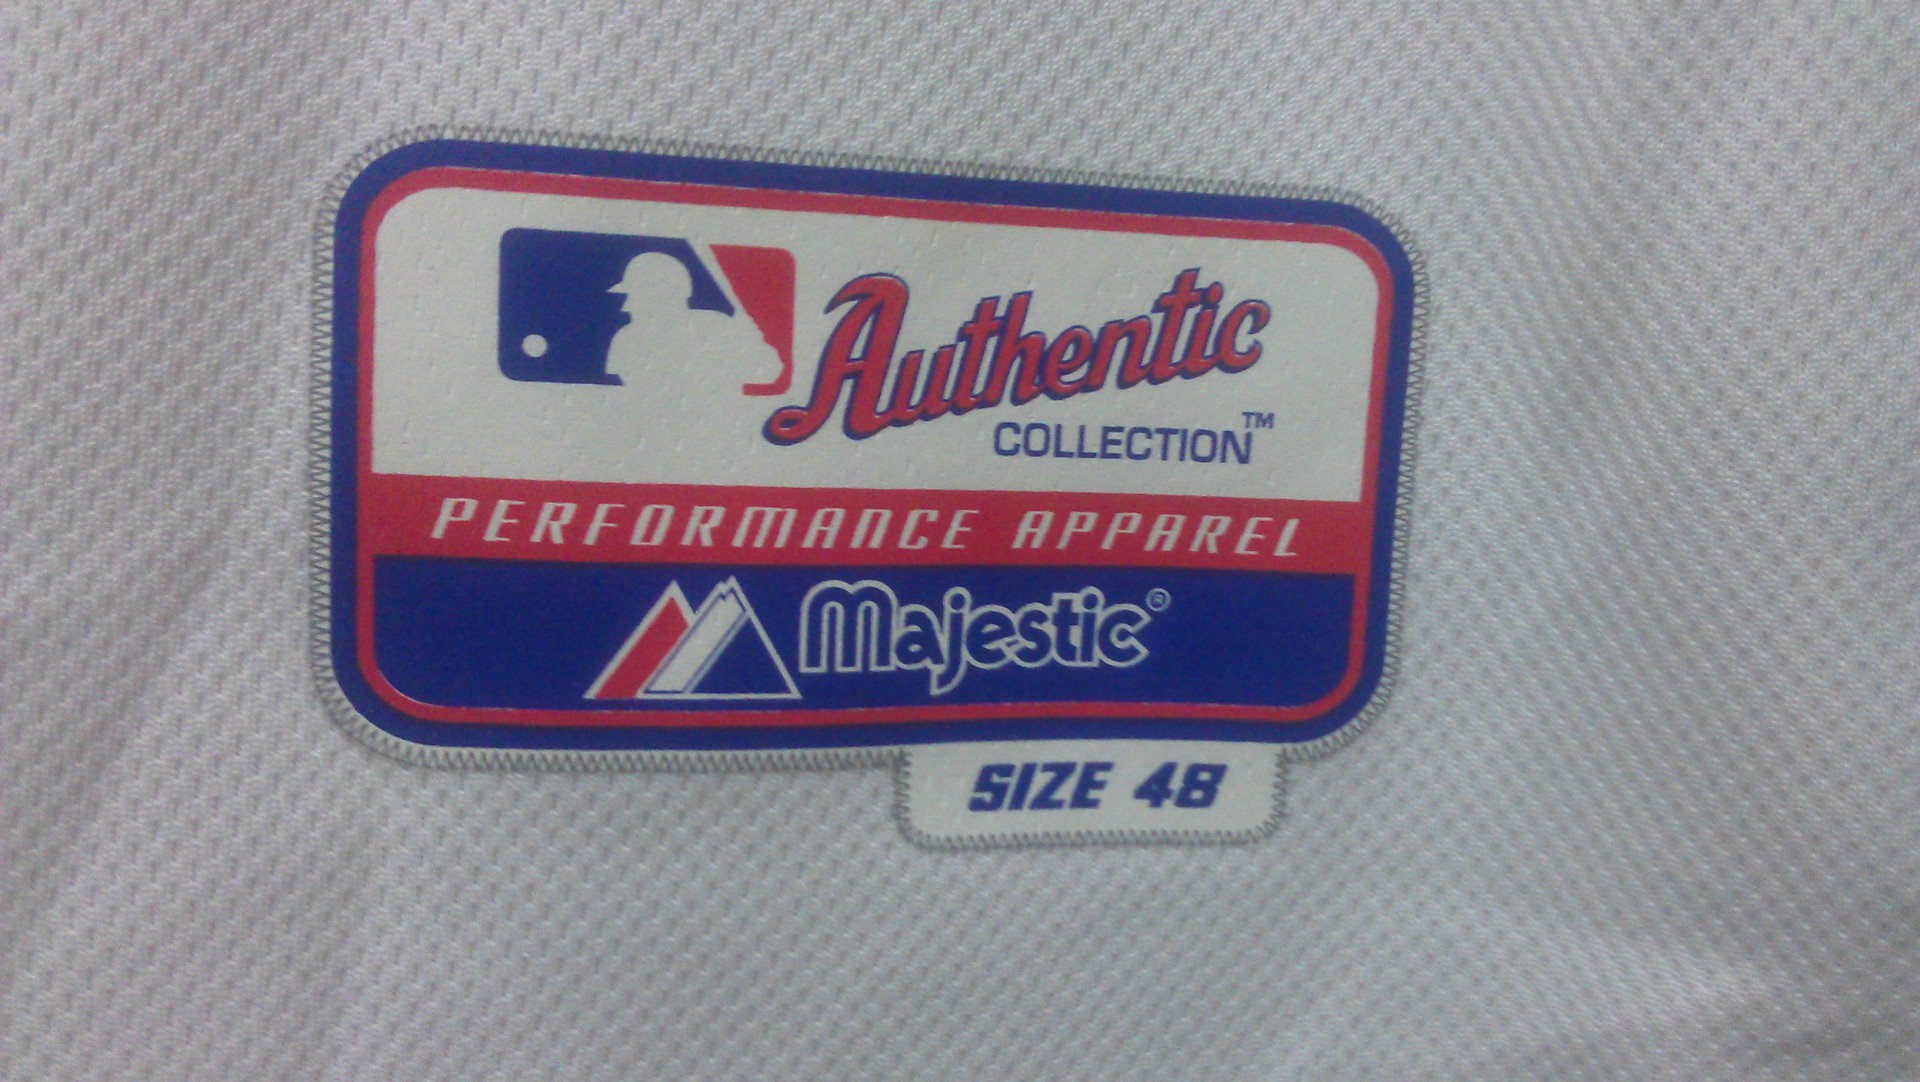 Authentic
COLLECTION™
PERFORMANCE APPAREL
Majestic®
SIZE 48